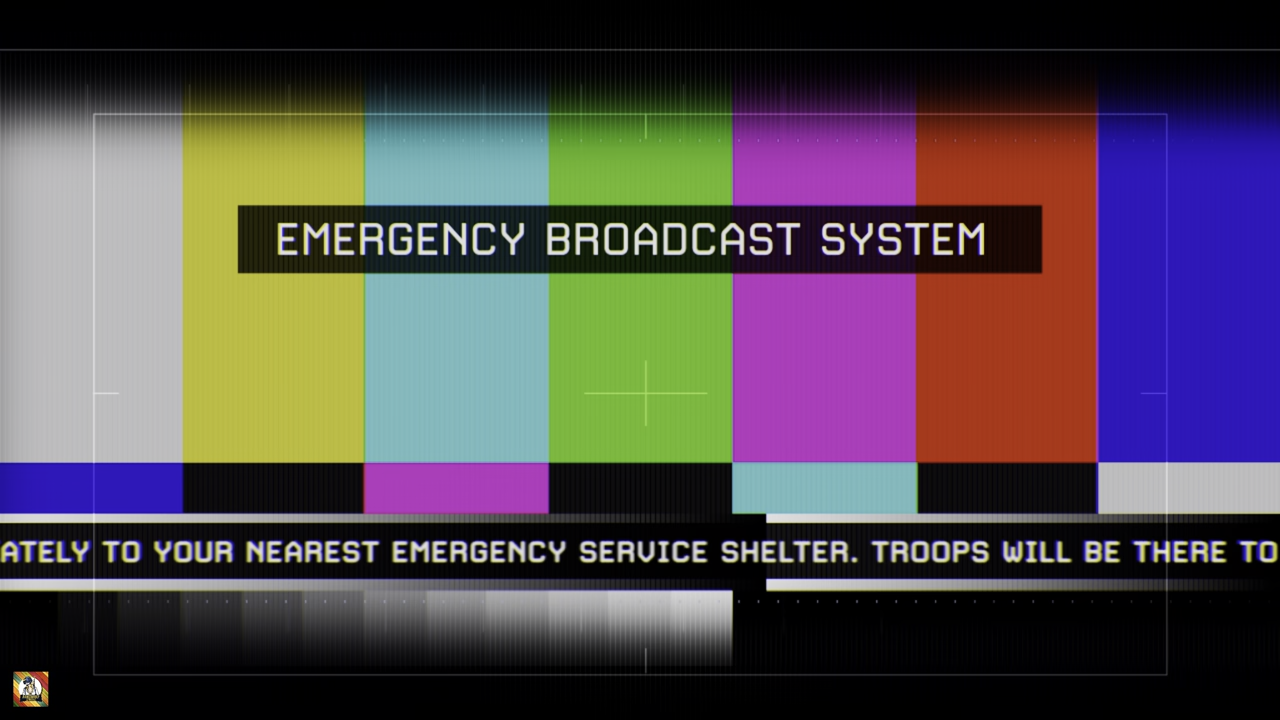 EMERGENCY BROADCAST SYSTEM
ATELY TO YOUR NEAREST EMERGENCY SERVICE SHELTER. TROOPS WILL BE THERE TO